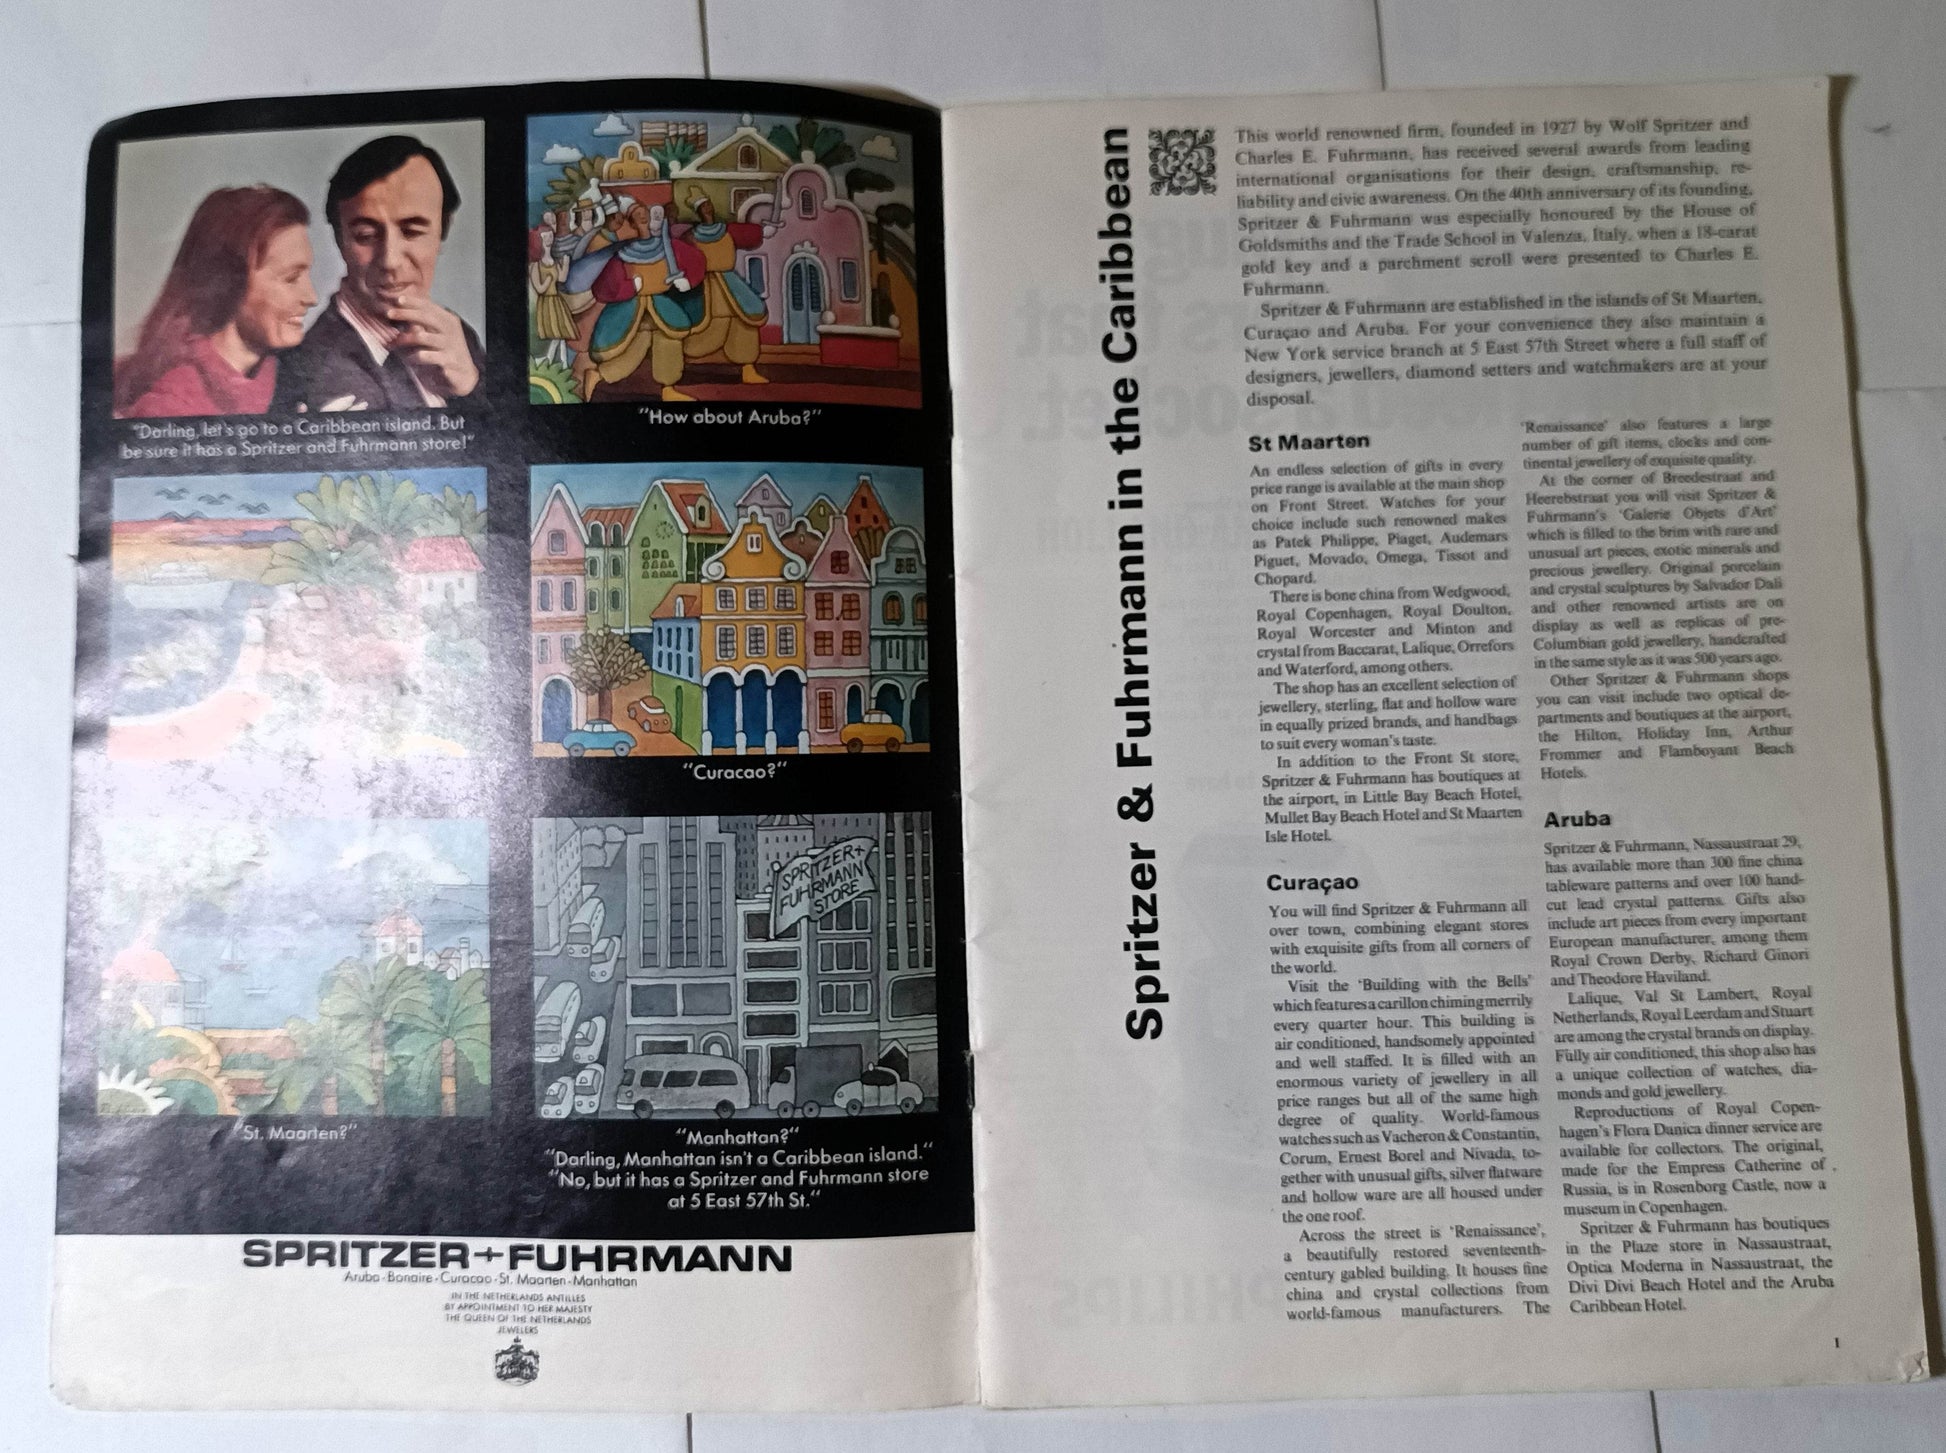 "Darling, let's go to a Caribbean island. But
be sure it has a Spritzer and Fuhrmann store!"
"How about Aruba?"
"Curacao?"
"St. Maarten?"
SPRITZER+
FUHRMANN
STORE
"Manhattan?"
"Darling, Manhattan isn't a Caribbean island."
"No, but it has a Spritzer and Fuhrmann store
at 5 East 57th St."
SPRITZER+FUHRMANN
Aruba · Bonaire · Curacao · St. Maarten · Manhattan
IN THE NETHERLANDS ANTILLES
BY APPOINTMENT TO HER MAJESTY
THE QUEEN OF THE NETHERLANDS
JEWELERS
Spritzer & Fuhrmann in the Caribbean
This world renowned firm, founded in 1927 by Wolf Spritzer and
Charles E. Fuhrmann, has received several awards from leading
international organisations for their design, craftsmanship, re-
liability and civic awareness. On the 40th anniversary of its founding,
Spritzer & Fuhrmann was especially honoured by the House of
Goldsmiths and the Trade School in Valenza, Italy, when a 18-carat
gold key and a parchment scroll were presented to Charles E.
Fuhrmann.
Spritzer & Fuhrmann are established in the islands of St Maarten,
Curaçao and Aruba. For your convenience they also maintain a
New York service branch at 5 East 57th Street where a full staff of
designers, jewellers, diamond setters and watchmakers are at your
disposal.
St Maarten
An endless selection of gifts in every
price range is available at the main shop
on Front Street. Watches for your
choice include such renowned makes
as Patek Philippe, Piaget, Audemars
Piguet, Movado, Omega, Tissot and
Chopard.
There is bone china from Wedgwood,
Royal Copenhagen, Royal Doulton,
Royal Worcester and Minton and
crystal from Baccarat, Lalique, Orrefors
and Waterford, among others.
The shop has an excellent selection of
jewellery, sterling, flat and hollow ware
in equally prized brands, and handbags
to suit every woman's taste.
In addition to the Front St store,
Spritzer & Fuhrmann has boutiques at
the airport, in Little Bay Beach Hotel,
Mullet Bay Beach Hotel and St Maarten
Isle Hotel.
Curaçao
You will find Spritzer & Fuhrmann all
over town, combining elegant stores
with exquisite gifts from all corners of
the world.
Visit the 'Building with the Bells'
which features a carillon chiming merrily
every quarter hour. This building is
air conditioned, handsomely appointed
and well staffed. It is filled with an
enormous variety of jewellery in all
price ranges but all of the same high
degree of quality. World-famous
watches such as Vacheron & Constantin,
Corum, Ernest Borel and Nivada, to-
gether with unusual gifts, silver flatware
and hollow ware are all housed under
the one roof.
Across the street is 'Renaissance',
a beautifully restored seventeenth-
century gabled building. It houses fine
china and crystal collections from
world-famous manufacturers. The
'Renaissance' also features a large
number of gift items, clocks and con-
tinental jewellery of exquisite quality.
At the corner of Breedestraat and
Heerebstraat you will visit Spritzer &
Fuhrmann's 'Galerie Objets d'Art'
which is filled to the brim with rare and
unusual art pieces, exotic minerals and
precious jewellery. Original porcelain
and crystal sculptures by Salvador Dali
and other renowned artists are on
display as well as replicas of pre-
Columbian gold jewellery, handcrafted
in the same style as it was 500 years ago.
Other Spritzer & Fuhrmann shops
you can visit include two optical de-
partments and boutiques at the airport,
the Hilton, Holiday Inn, Arthur
Frommer and Flamboyant Beach
Hotels.
Aruba
Spritzer & Fuhrmann, Nassaustraat 29,
has available more than 300 fine china
tableware patterns and over 100 hand-
cut lead crystal patterns. Gifts also
include art pieces from every important
European manufacturer, among them
Royal Crown Derby, Richard Ginori
and Theodore Haviland.
Lalique, Val St Lambert, Royal
Netherlands, Royal Leerdam and Stuart
are among the crystal brands on display.
Fully air conditioned, this shop also has
a unique collection of watches, dia-
monds and gold jewellery.
Reproductions of Royal Copen-
hagen's Flora Danica dinner service are
available for collectors. The original,
made for the Empress Catherine of
Russia, is in Rosenborg Castle, now a
museum in Copenhagen.
Spritzer & Fuhrmann has boutiques
in the Plaze store in Nassaustraat,
Optica Moderna in Nassaustraat, the
Divi Divi Beach Hotel and the Aruba
Caribbean Hotel.
1